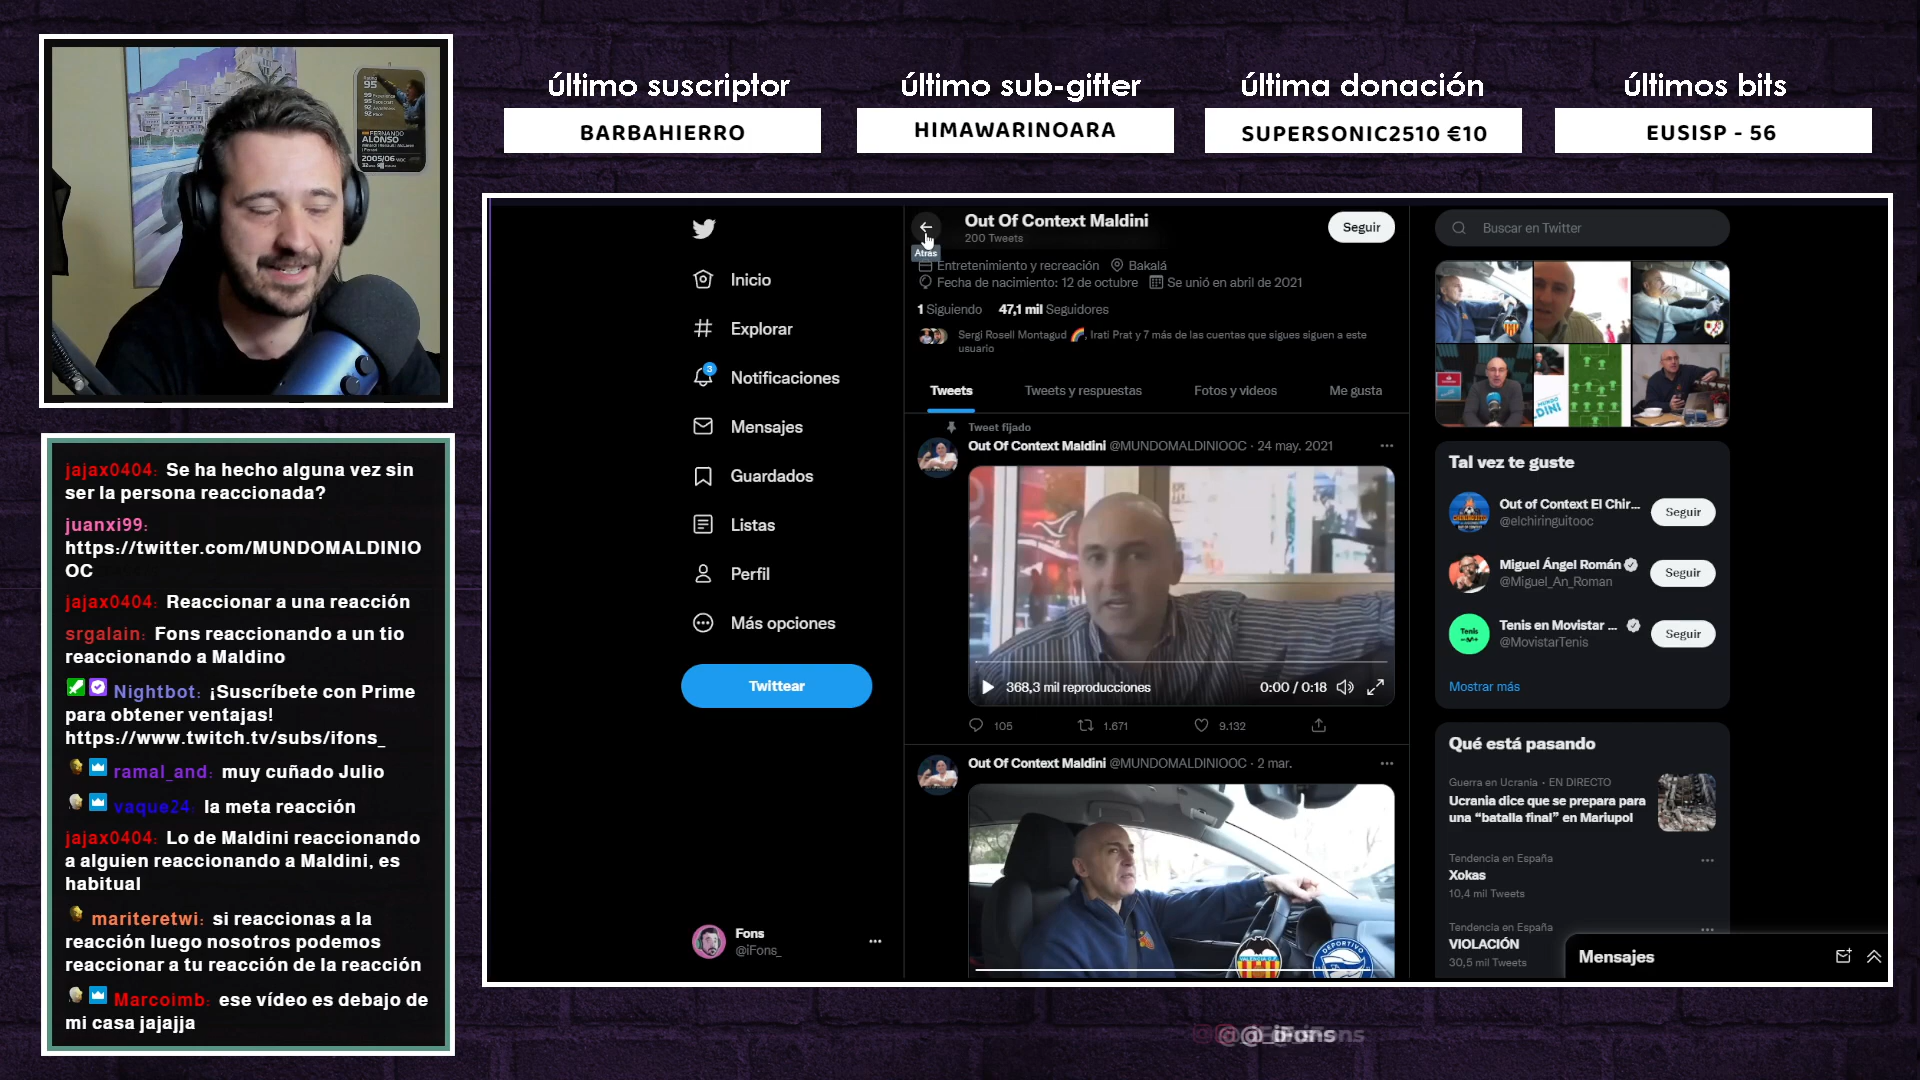 último suscriptor
BARBAHIERRO
último sub-gifter
HIMAWARINOARA
última donación
SUPERSONIC2510 €10
últimos bits
EUSISP - 56
95
FERNANDO
ALONSO
2005/06
jajax0404: Se ha hecho alguna vez sin
ser la persona reaccionada?
juanxi99:
https://twitter.com/MUNDOMALDINIO
OC
jajax0404: Reaccionar a una reacción
srgalain: Fons reaccionando a un tio
reaccionando a Maldino
Nightbot: ¡Suscríbete con Prime
para obtener ventajas!
https://www.twitch.tv/subs/ifons_
ramal_and: muy cuñado Julio
vaque24: la meta reacción
jajax0404: Lo de Maldini reaccionando
a alguien reaccionando a Maldini, es
habitual
mariteretwi: si reaccionas a la
reacción luego nosotros podemos
reaccionar a tu reacción de la reacción
Marcoimb: ese vídeo es debajo de
mi casa jajajja
Inicio
Explorar
3
Notificaciones
Mensajes
Guardados
Listas
Perfil
Más opciones
Twittear
Fons
@iFons_
Out Of Context Maldini
200 Tweets
Seguir
Atrás
Entretenimiento y recreación
Bakalá
Fecha de nacimiento: 12 de octubre
Se unió en abril de 2021
1 Siguiendo
47,1 mil Seguidores
Sergi Rosell Montagud 🌈, Irati Prat y 7 más de las cuentas que sigues siguen a este
usuario
Tweets
Tweets y respuestas
Fotos y videos
Me gusta
Tweet fijado
Out Of Context Maldini @MUNDOMALDINIOOC · 24 may. 2021
368,3 mil reproducciones
0:00 / 0:18
105
1.671
9.132
Out Of Context Maldini @MUNDOMALDINIOOC · 2 mar.
DEPORTIVO
Buscar en Twitter
Tal vez te guste
Out of Context El Chir...
@elchiringuitooc
Seguir
Miguel Ángel Román
@Miguel_An_Roman
Seguir
Tenis en Movistar ...
@MovistarTenis
Seguir
Mostrar más
Qué está pasando
Guerra en Ucrania · EN DIRECTO
Ucrania dice que se prepara para
una “batalla final” en Mariupol
Tendencia en España
Xokas
10,4 mil Tweets
Tendencia en España
VIOLACIÓN
30,5 mil Tweets
Mensajes